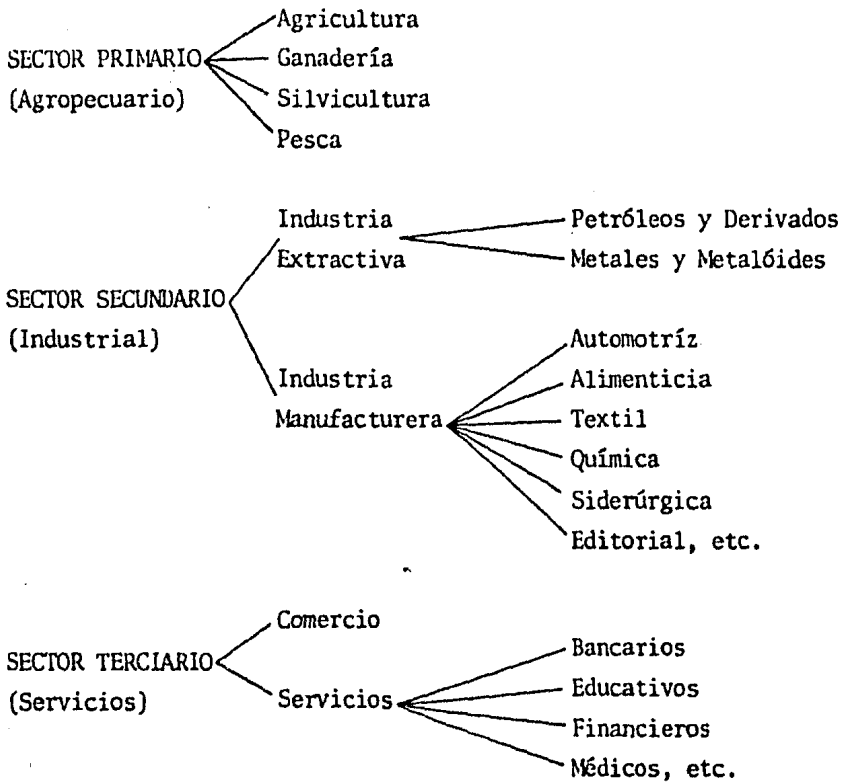 Agricultura
SECTOR PRIMARIO
Ganadería
(Agropecuario)
Silvicultura
Pesca
Industria
Extractiva
Petróleos y Derivados
Metales y Metalóides
SECTOR SECUNDARIO
(Industrial)
Industria
Manufacturera
Automotríz
Alimenticia
Textil
Química
Siderúrgica
Editorial, etc.
Comercio
SECTOR TERCIARIO
(Servicios)
Servicios
Bancarios
Educativos
Financieros
Médicos, etc.